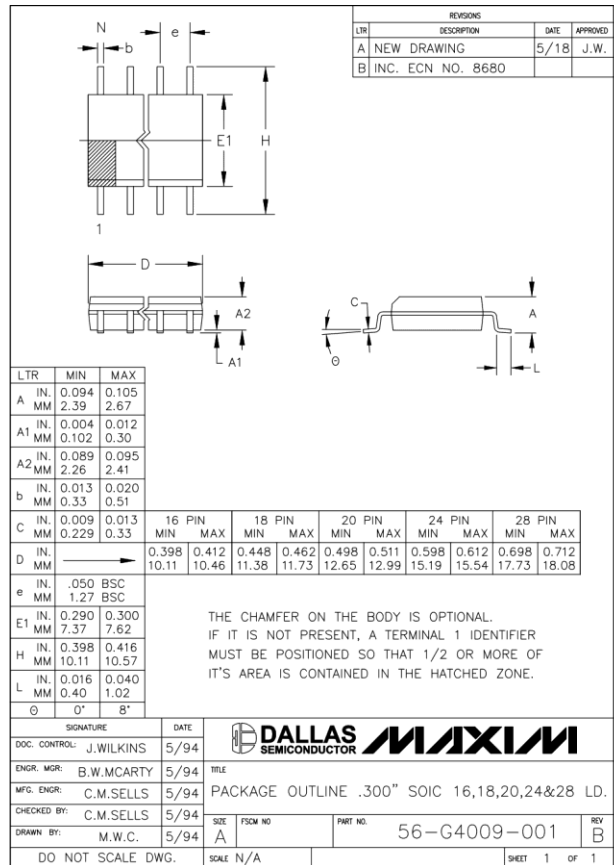 REVISIONS
LTR DESCRIPTION DATE APPROVED
A NEW DRAWING 5/18 J.W.
B INC. ECN NO. 8680
N
b
e
E1
H
1
D
A2
A1
C
Θ
A
L
LTR MIN MAX
A IN. 0.094 0.105
MM 2.39 2.67
A1 IN. 0.004 0.012
MM 0.102 0.30
A2 IN. 0.089 0.095
MM 2.26 2.41
b IN. 0.013 0.020
MM 0.33 0.51
C IN. 0.009 0.013
MM 0.229 0.33
16 PIN 18 PIN 20 PIN 24 PIN 28 PIN
MIN MAX MIN MAX MIN MAX MIN MAX MIN MAX
D IN. 0.398 0.412 0.448 0.462 0.498 0.511 0.598 0.612 0.698 0.712
MM 10.11 10.46 11.38 11.73 12.65 12.99 15.19 15.54 17.73 18.08
e IN. .050 BSC
MM 1.27 BSC
E1 IN. 0.290 0.300
MM 7.37 7.62
H IN. 0.398 0.416
MM 10.11 10.57
L IN. 0.016 0.040
MM 0.40 1.02
Θ 0° 8°
THE CHAMFER ON THE BODY IS OPTIONAL.
IF IT IS NOT PRESENT, A TERMINAL 1 IDENTIFIER
MUST BE POSITIONED SO THAT 1/2 OR MORE OF
IT'S AREA IS CONTAINED IN THE HATCHED ZONE.
SIGNATURE DATE
DOC. CONTROL: J.WILKINS 5/94
ENGR. MGR: B.W.MCARTY 5/94
MFG. ENGR: C.M.SELLS 5/94
CHECKED BY: C.M.SELLS 5/94
DRAWN BY: M.W.C. 5/94
DO NOT SCALE DWG.
DALLAS
SEMICONDUCTOR
MAXIM
TITLE
PACKAGE OUTLINE .300" SOIC 16,18,20,24&28 LD.
SIZE A
FSCM NO
PART NO. 56-G4009-001
REV B
SCALE N/A
SHEET 1 OF 1